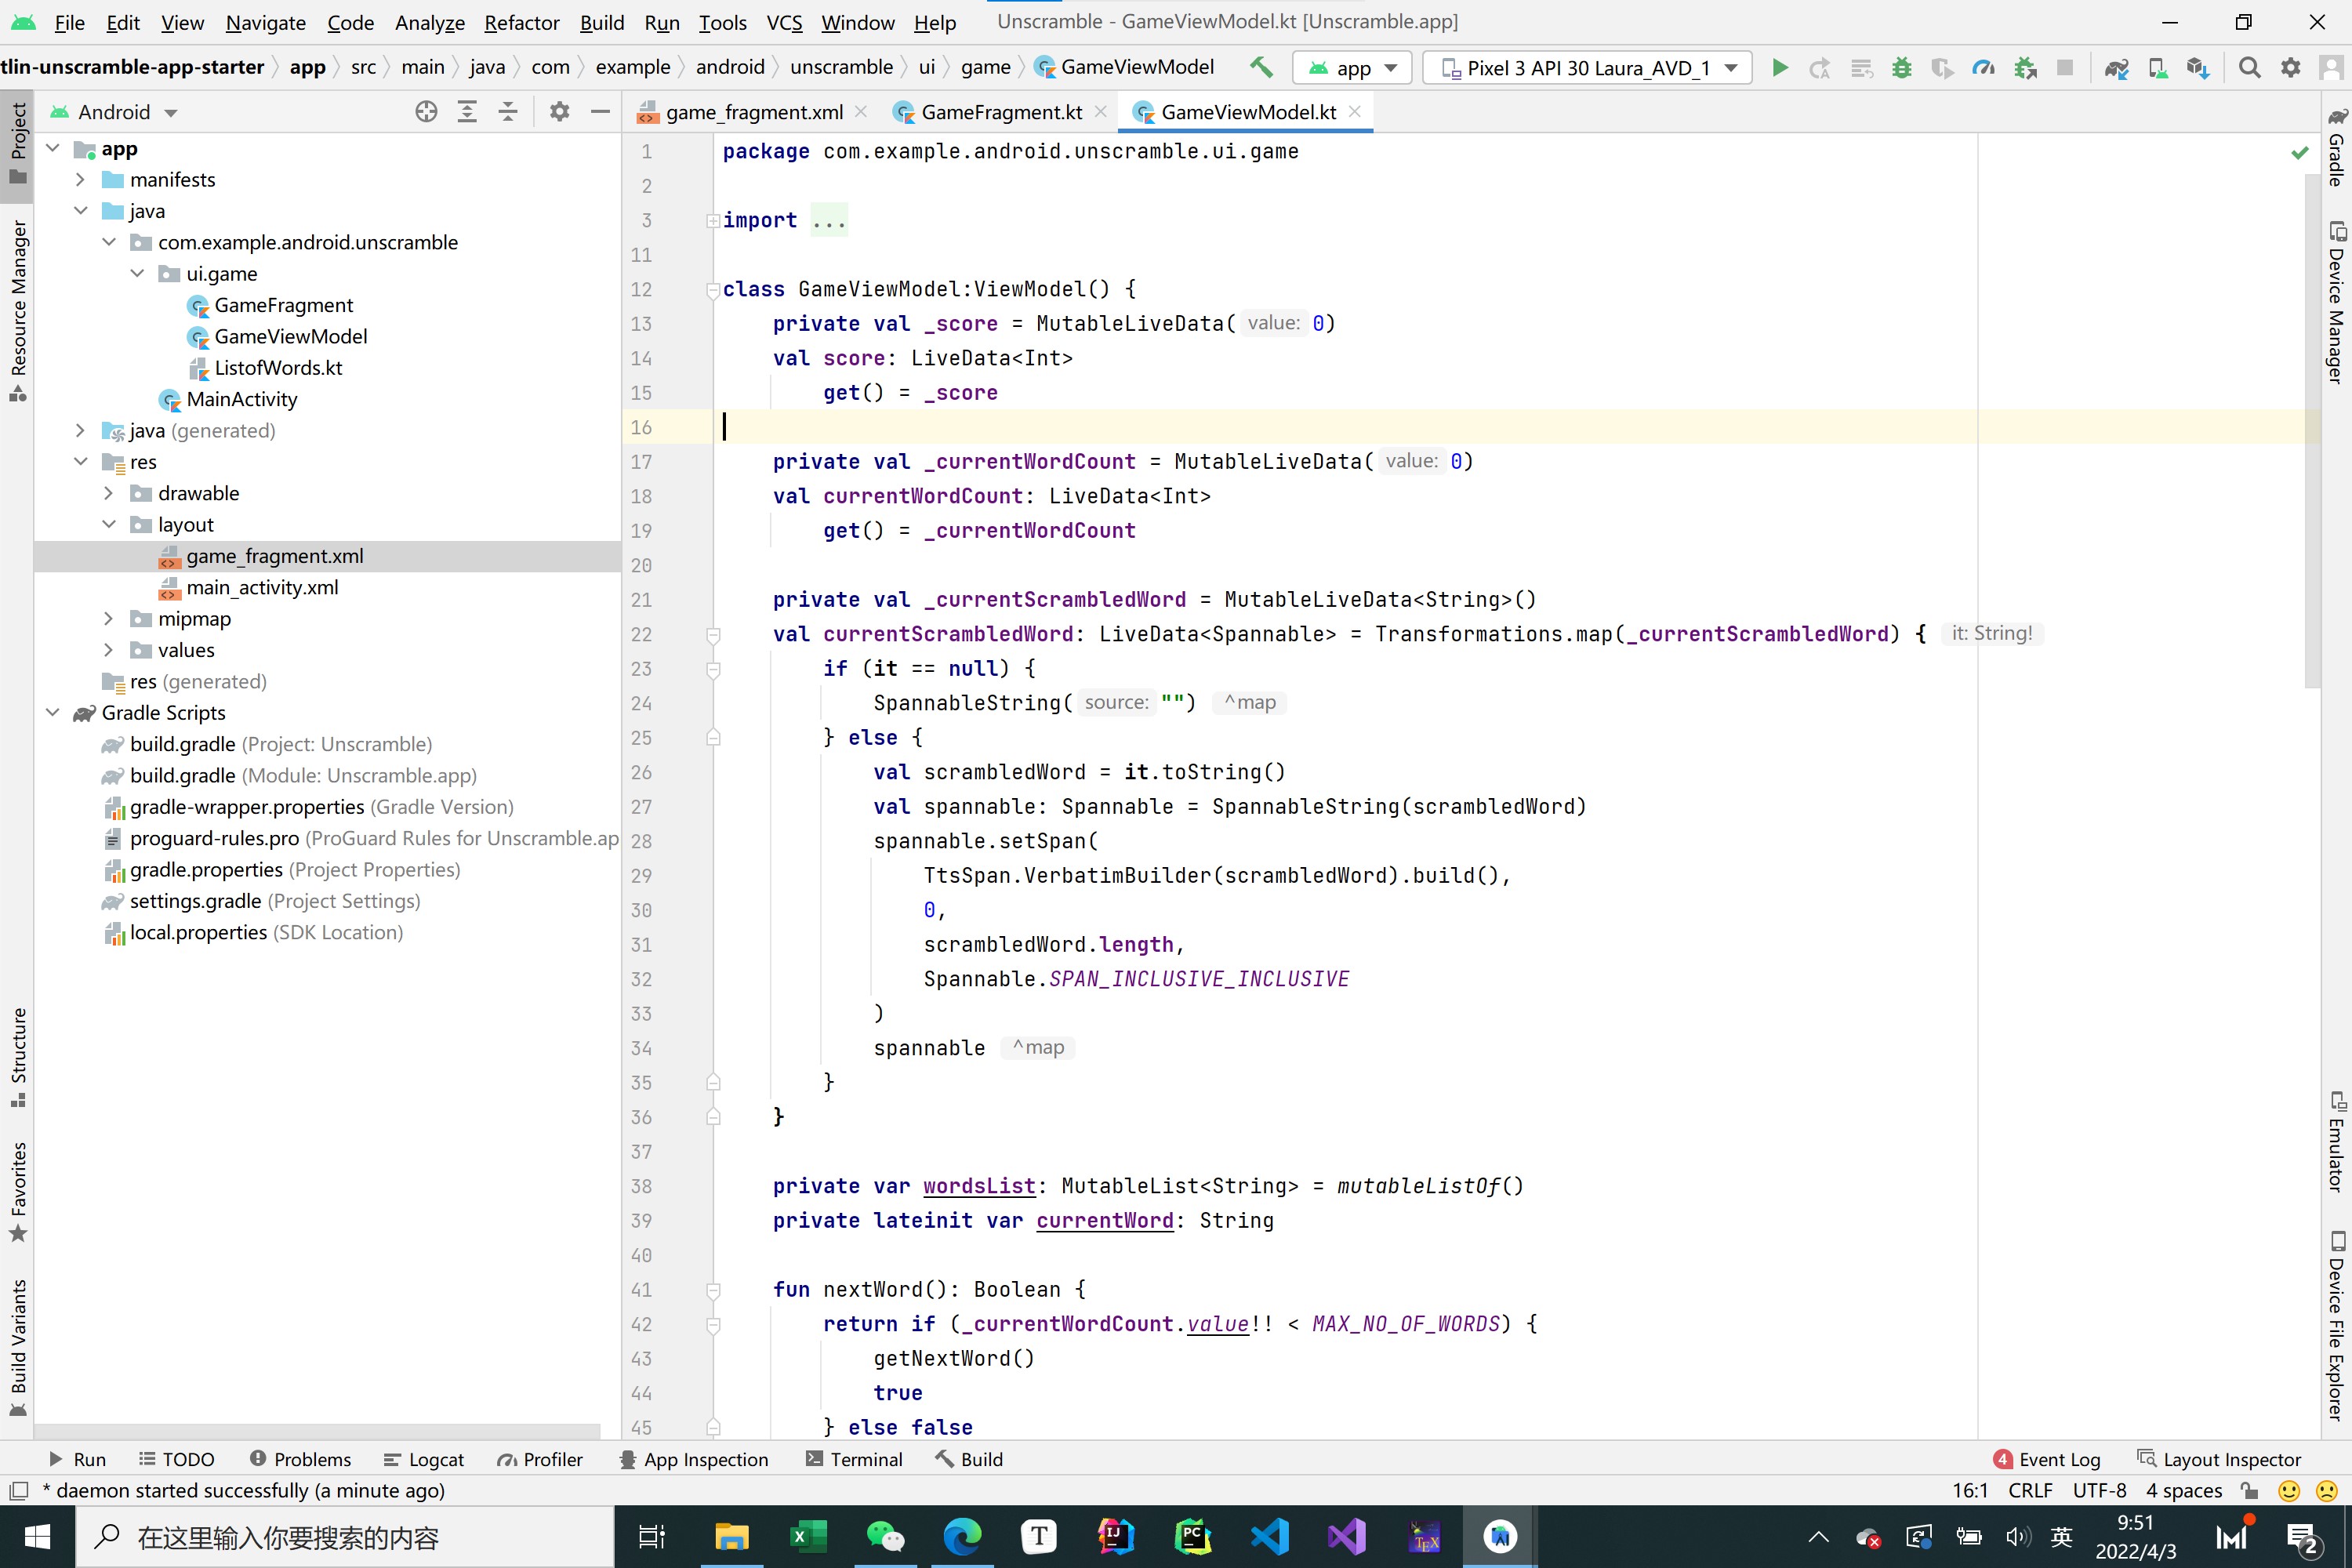 File Edit View Navigate Code Analyze Refactor Build Run Tools VCS Window Help Unscramble - GameViewModel.kt [Unscramble.app]
tlin-unscramble-app-starter app src main java com example android unscramble ui game GameViewModel app Pixel 3 API 30 Laura_AVD_1
Project
Resource Manager
Structure
Favorites
Build Variants
Android
app
manifests
java
com.example.android.unscramble
ui.game
GameFragment
GameViewModel
ListofWords.kt
MainActivity
java (generated)
res
drawable
layout
game_fragment.xml
main_activity.xml
mipmap
values
res (generated)
Gradle Scripts
build.gradle (Project: Unscramble)
build.gradle (Module: Unscramble.app)
gradle-wrapper.properties (Gradle Version)
proguard-rules.pro (ProGuard Rules for Unscramble.ap
gradle.properties (Project Properties)
settings.gradle (Project Settings)
local.properties (SDK Location)
game_fragment.xml GameFragment.kt GameViewModel.kt
1 package com.example.android.unscramble.ui.game
2
3 import ...
11
12 class GameViewModel:ViewModel() {
13 private val _score = MutableLiveData( value: 0)
14 val score: LiveData<Int>
15 get() = _score
16
17 private val _currentWordCount = MutableLiveData( value: 0)
18 val currentWordCount: LiveData<Int>
19 get() = _currentWordCount
20
21 private val _currentScrambledWord = MutableLiveData<String>()
22 val currentScrambledWord: LiveData<Spannable> = Transformations.map(_currentScrambledWord) { it: String!
23 if (it == null) {
24 SpannableString( source: "") ^map
25 } else {
26 val scrambledWord = it.toString()
27 val spannable: Spannable = SpannableString(scrambledWord)
28 spannable.setSpan(
29 TtsSpan.VerbatimBuilder(scrambledWord).build(),
30 0,
31 scrambledWord.length,
32 Spannable.SPAN_INCLUSIVE_INCLUSIVE
33 )
34 spannable ^map
35 }
36 }
37
38 private var wordsList: MutableList<String> = mutableListOf()
39 private lateinit var currentWord: String
40
41 fun nextWord(): Boolean {
42 return if (_currentWordCount.value!! < MAX_NO_OF_WORDS) {
43 getNextWord()
44 true
45 } else false
Gradle
Device Manager
Emulator
Device File Explorer
Run TODO Problems Logcat Profiler App Inspection Terminal Build 4 Event Log Layout Inspector
* daemon started successfully (a minute ago) 16:1 CRLF UTF-8 4 spaces
在这里输入你要搜索的内容 X T IJ PC TEX 英 9:51
2022/4/3 2